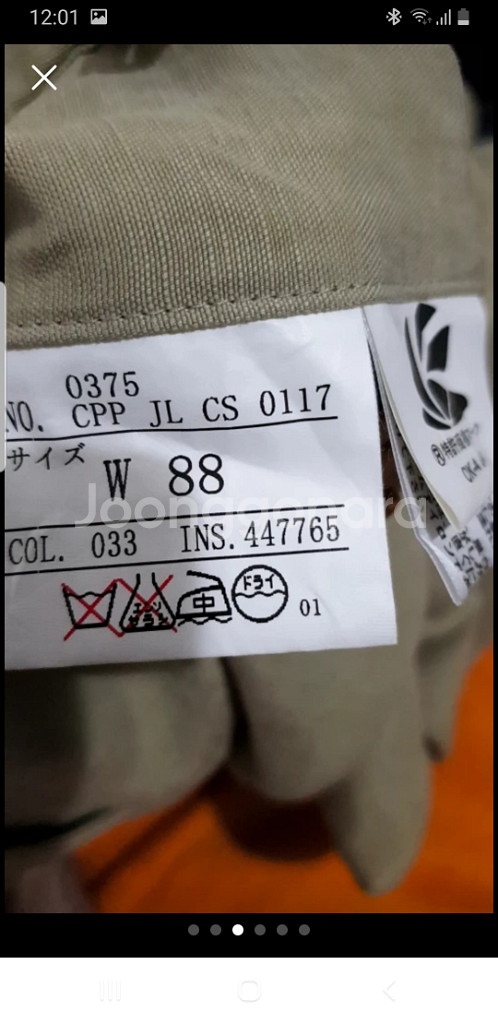 12:01
0375
NO. CPP JL CS 0117
サイズ W 88
Joonggonara
COL. 033 INS. 447765
エンソ
サラシ
中
ドライ
01